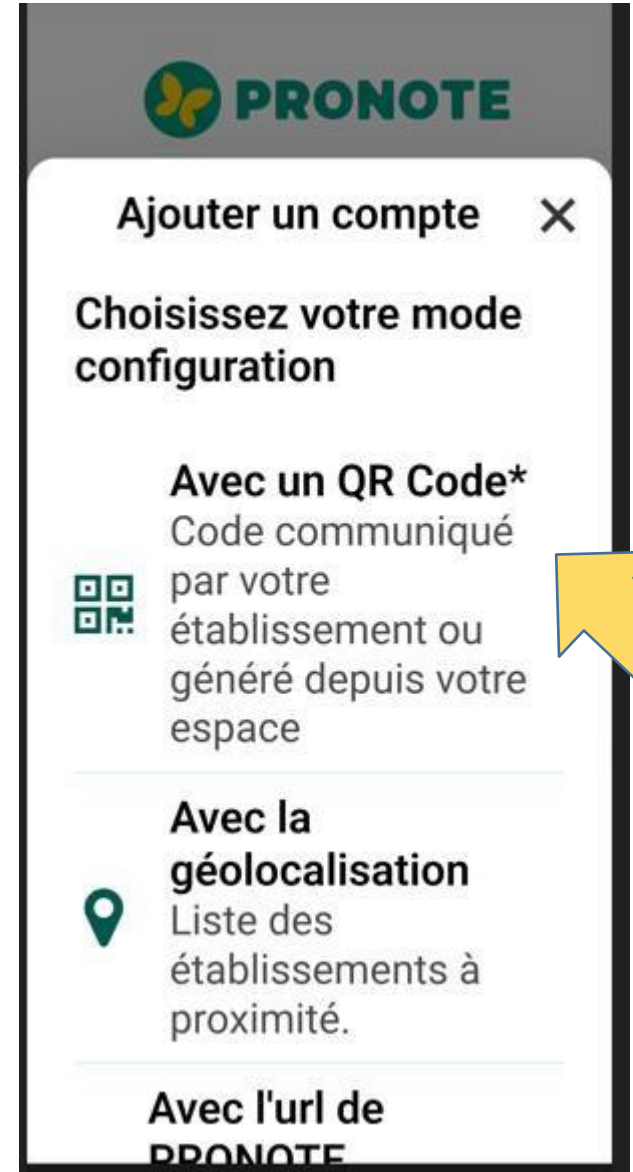 PRONOTE
Ajouter un compte
Choisissez votre mode
configuration
Avec un QR Code*
Code communiqué
par votre
établissement ou
généré depuis votre
espace
Avec la
géolocalisation
Liste des
établissements à
proximité.
Avec l'url de
PRONOTE